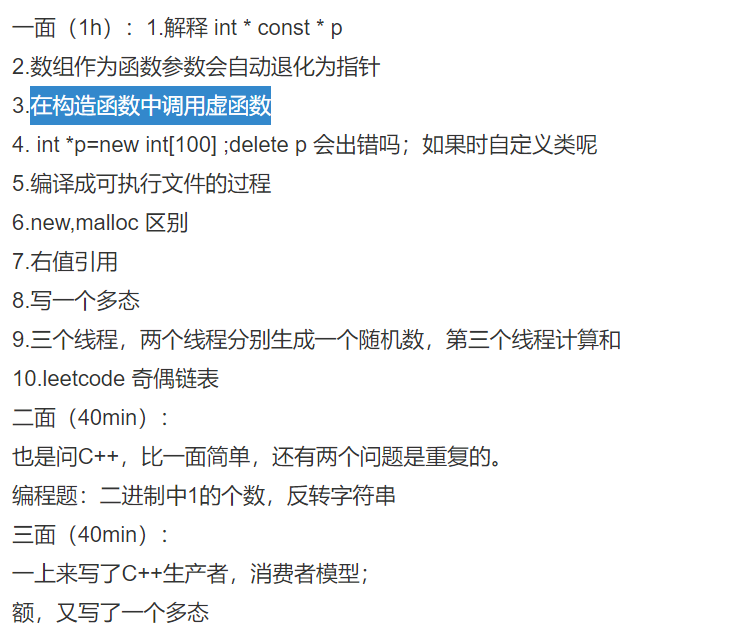 一面（1h）：1.解释 int * const * p
2.数组作为函数参数会自动退化为指针
3.在构造函数中调用虚函数
4. int *p=new int[100] ;delete p 会出错吗；如果时自定义类呢
5.编译成可执行文件的过程
6.new,malloc 区别
7.右值引用
8.写一个多态
9.三个线程，两个线程分别生成一个随机数，第三个线程计算和
10.leetcode 奇偶链表
二面（40min）：
也是问C++，比一面简单，还有两个问题是重复的。
编程题：二进制中1的个数，反转字符串
三面（40min）：
一上来写了C++生产者，消费者模型；
额，又写了一个多态